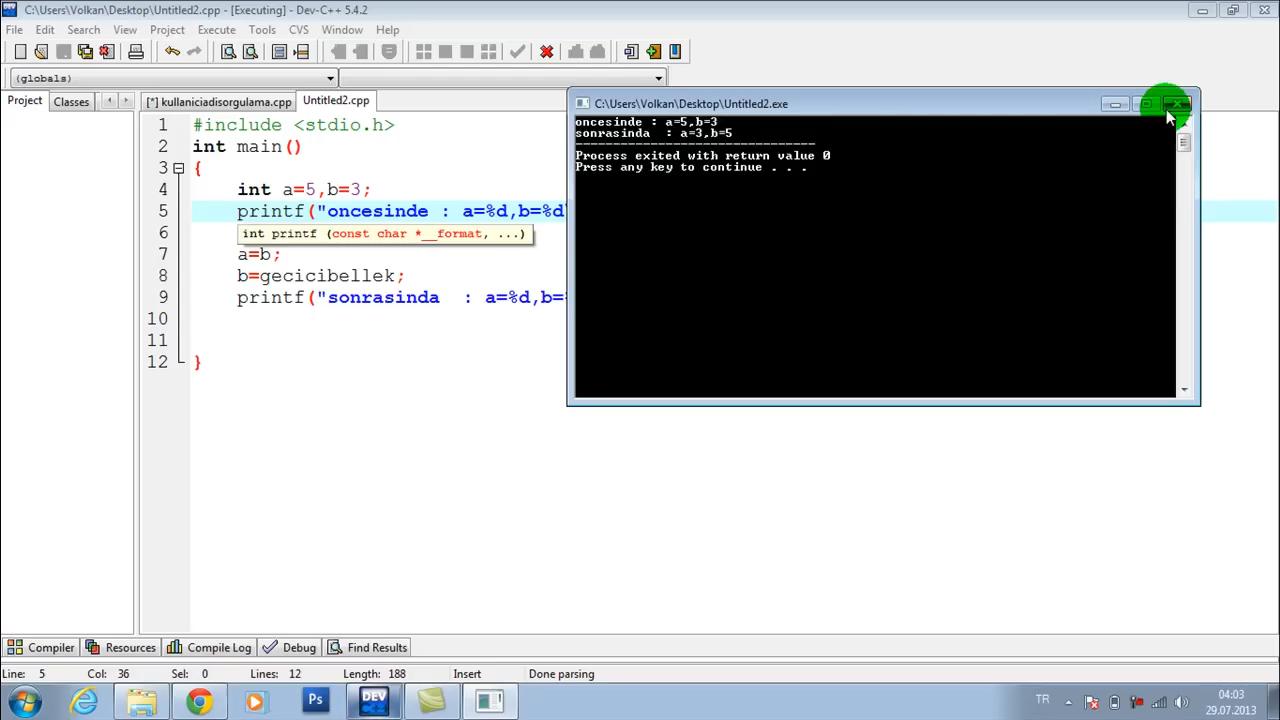 C:\Users\Volkan\Desktop\Untitled2.cpp - [Executing] - Dev-C++ 5.4.2
File Edit Search View Project Execute Tools CVS Window Help
(globals)
Project Classes [*] kullaniciadisorgulama.cpp Untitled2.cpp
1 #include <stdio.h>
2 int main()
3 {
4 int a=5,b=3;
5 printf("oncesinde : a=%d,b=%d
6 int printf (const char *__format, ...)
7 a=b;
8 b=gecicibellek;
9 printf("sonrasinda  : a=%d,b=
10
11
12 }
C:\Users\Volkan\Desktop\Untitled2.exe
oncesinde : a=5,b=3
sonrasinda  : a=3,b=5
--------------------------------
Process exited with return value 0
Press any key to continue . . .
Compiler Resources Compile Log Debug Find Results
Line: 5 Col: 36 Sel: 0 Lines: 12 Length: 188 Insert Done parsing
Ps DEV C++ TR 04:03
29.07.2013